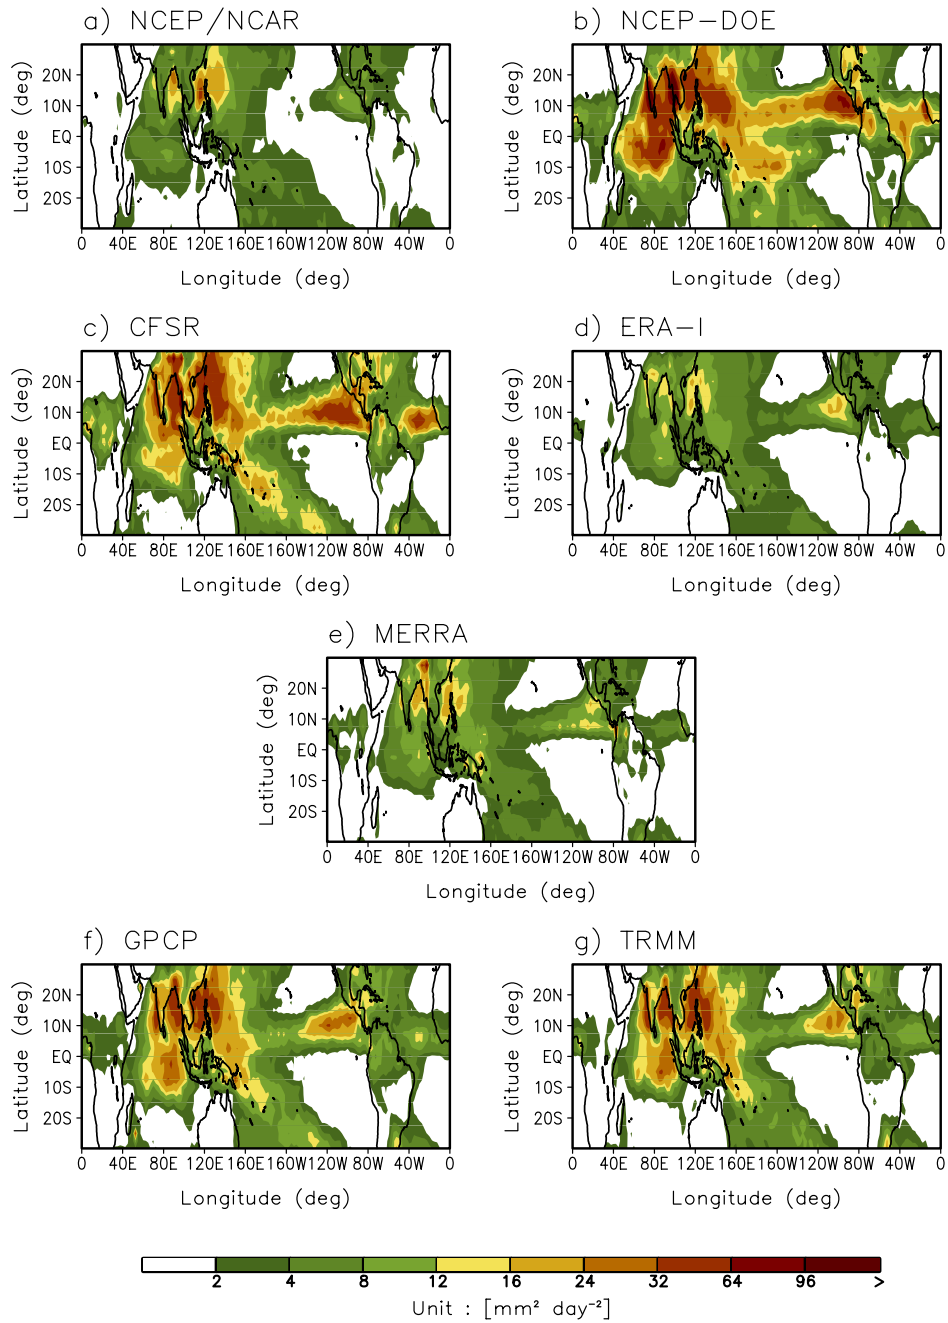 a) NCEP/NCAR
b) NCEP-DOE
Latitude (deg)
20N
10N
EQ
10S
20S
0 40E 80E 120E 160E 160W 120W 80W 40W 0
Longitude (deg)
Latitude (deg)
20N
10N
EQ
10S
20S
0 40E 80E 120E 160E 160W 120W 80W 40W 0
Longitude (deg)
c) CFSR
d) ERA-I
Latitude (deg)
20N
10N
EQ
10S
20S
0 40E 80E 120E 160E 160W 120W 80W 40W 0
Longitude (deg)
Latitude (deg)
20N
10N
EQ
10S
20S
0 40E 80E 120E 160E 160W 120W 80W 40W 0
Longitude (deg)
e) MERRA
Latitude (deg)
20N
10N
EQ
10S
20S
0 40E 80E 120E 160E 160W 120W 80W 40W 0
Longitude (deg)
f) GPCP
g) TRMM
Latitude (deg)
20N
10N
EQ
10S
20S
0 40E 80E 120E 160E 160W 120W 80W 40W 0
Longitude (deg)
Latitude (deg)
20N
10N
EQ
10S
20S
0 40E 80E 120E 160E 160W 120W 80W 40W 0
Longitude (deg)
2 4 8 12 16 24 32 64 96 >
Unit : [mm² day⁻²]